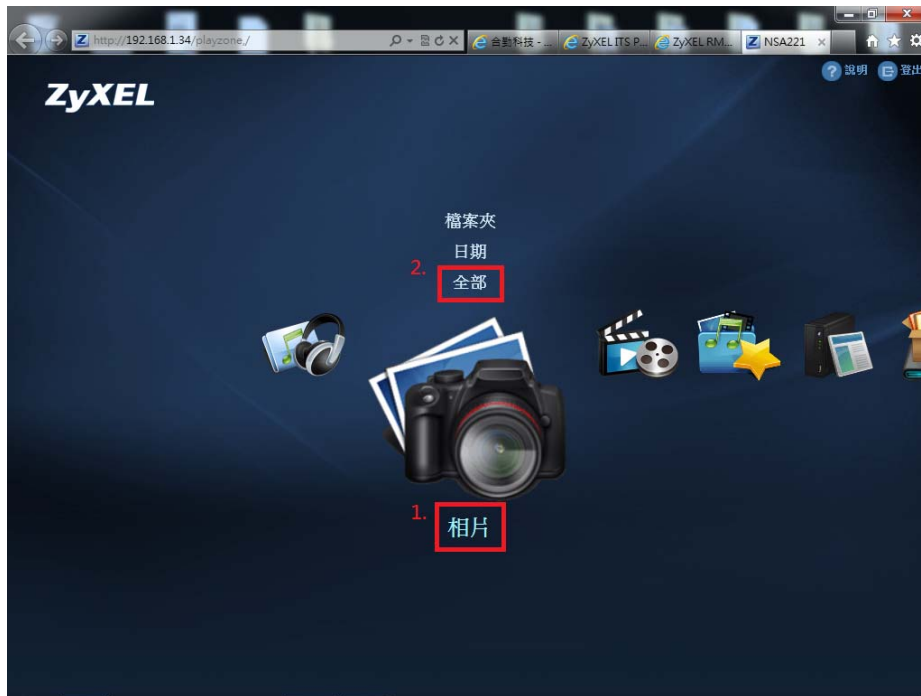 http://192.168.1.34/playzone,/
合勤科技 - ...
ZyXEL ITS P...
ZyXEL RM...
NSA221
說明
登出
ZyXEL
檔案夾
日期
2.
全部
1.
相片